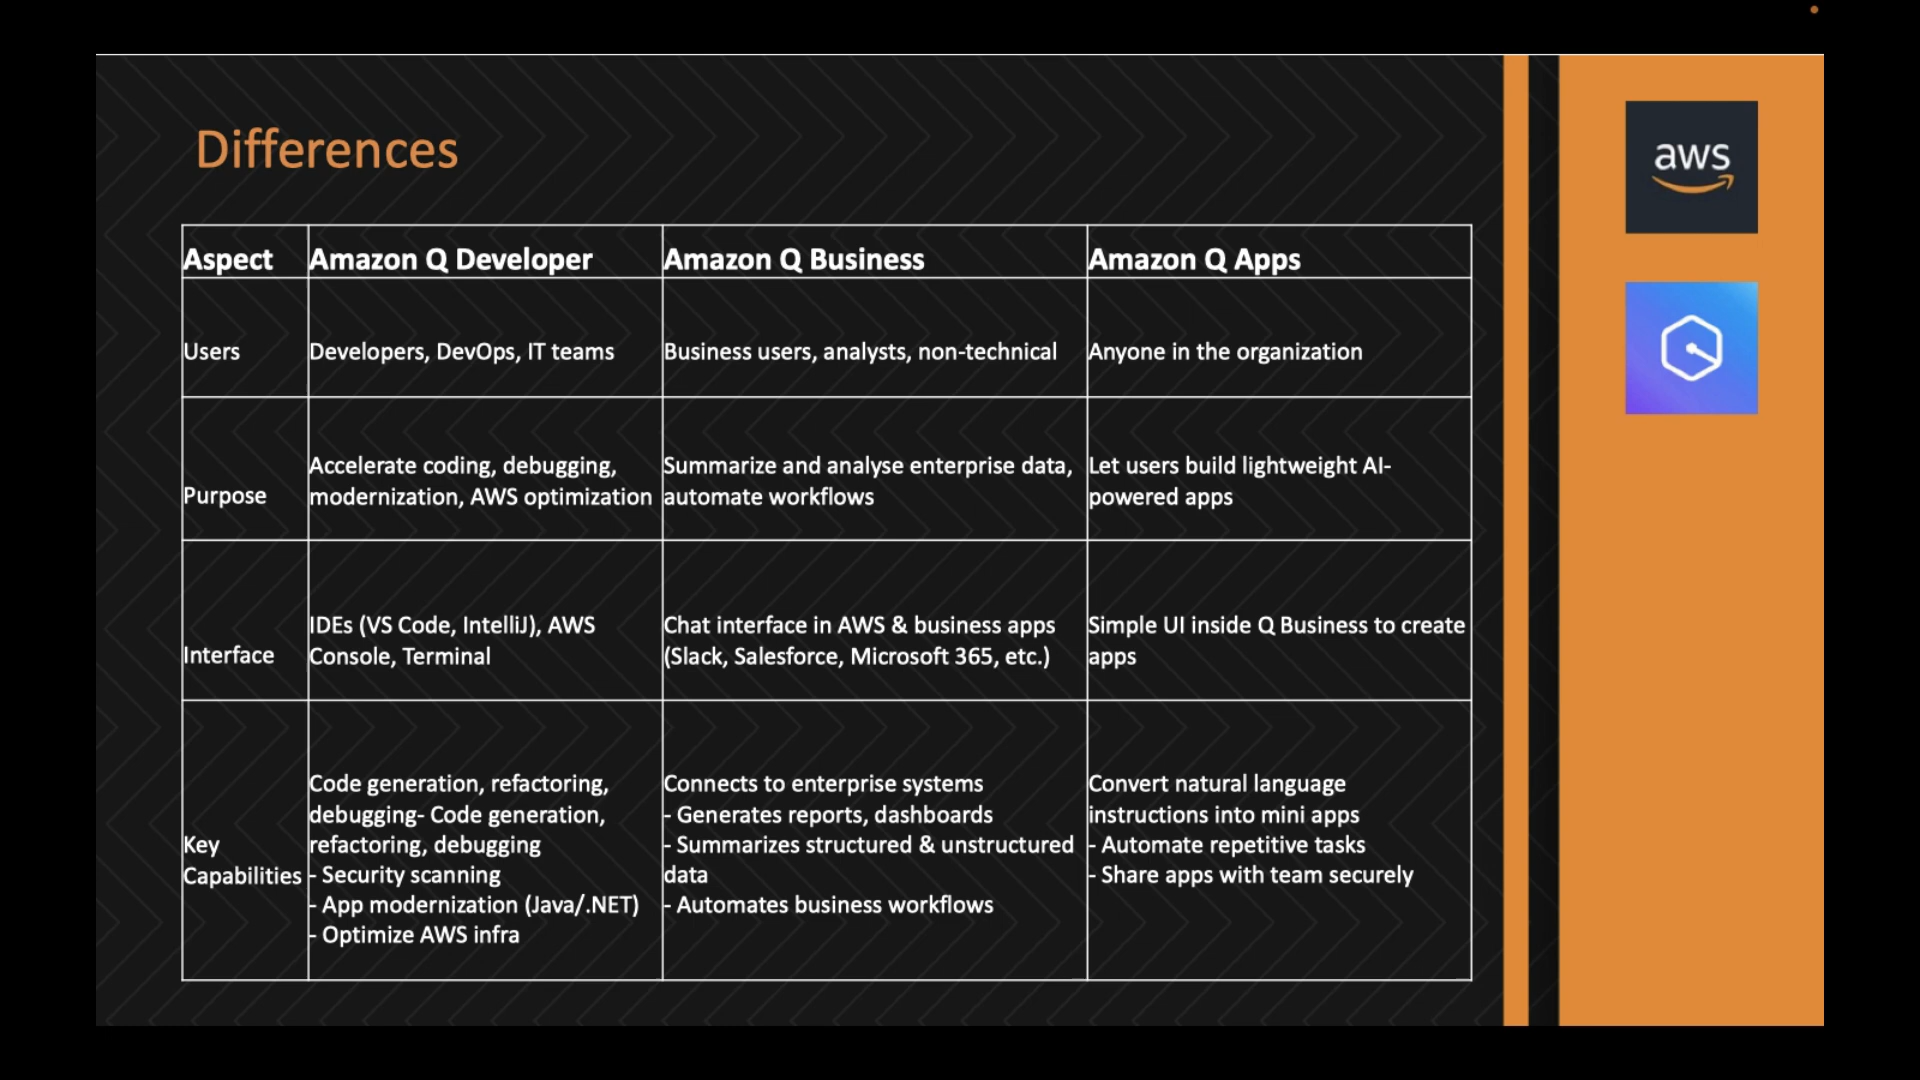 Differences
aws
Aspect
Amazon Q Developer
Amazon Q Business
Amazon Q Apps
Users
Developers, DevOps, IT teams
Business users, analysts, non-technical
Anyone in the organization
Purpose
Accelerate coding, debugging,
modernization, AWS optimization
Summarize and analyse enterprise data,
automate workflows
Let users build lightweight AI-
powered apps
Interface
IDEs (VS Code, IntelliJ), AWS
Console, Terminal
Chat interface in AWS & business apps
(Slack, Salesforce, Microsoft 365, etc.)
Simple UI inside Q Business to create
apps
Key
Capabilities
Code generation, refactoring,
debugging- Code generation,
refactoring, debugging
- Security scanning
- App modernization (Java/.NET)
- Optimize AWS infra
Connects to enterprise systems
- Generates reports, dashboards
- Summarizes structured & unstructured
data
- Automates business workflows
Convert natural language
instructions into mini apps
- Automate repetitive tasks
- Share apps with team securely